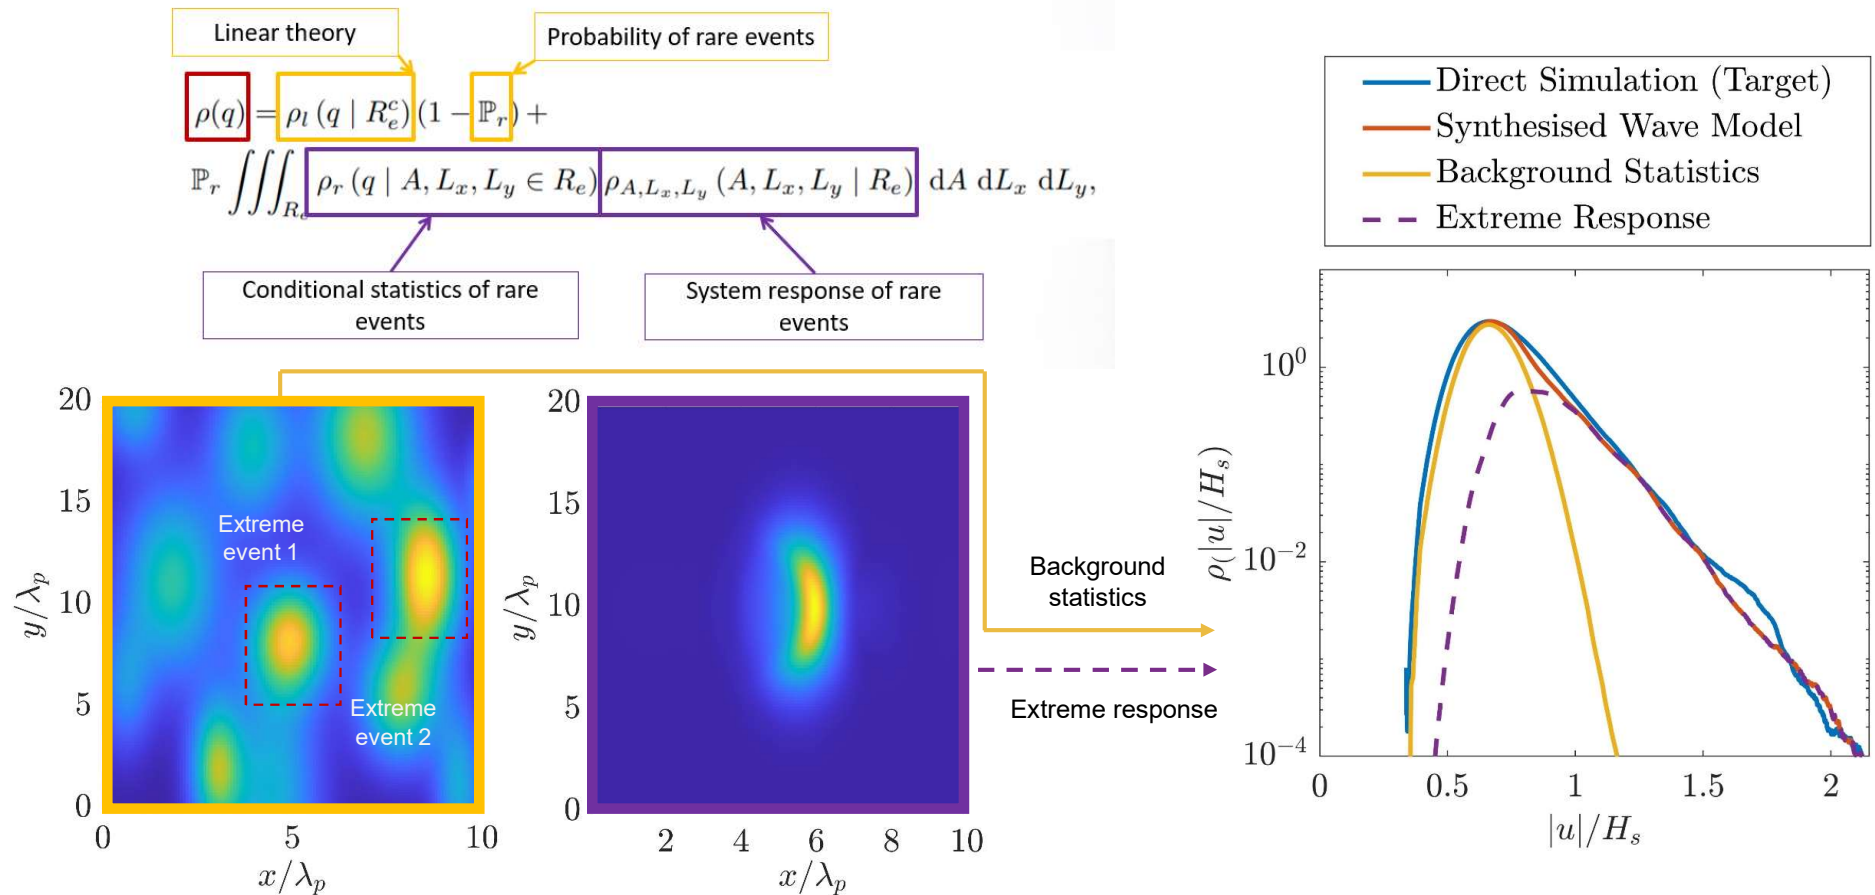 Linear theory
Probability of rare events
ρ(q) = ρ_l (q | R_e^c) (1 − ℙ_r) +
ℙ_r ∭_{R_e} ρ_r (q | A, L_x, L_y ∈ R_e) ρ_{A,L_x,L_y} (A, L_x, L_y | R_e) dA dL_x dL_y,
Conditional statistics of rare
events
System response of rare
events
20
15
10
5
0
y/λ_p
Extreme
event 1
Extreme
event 2
0 5 10
x/λ_p
20
15
10
5
0
y/λ_p
2 4 6 8 10
x/λ_p
Background
statistics
Extreme response
Direct Simulation (Target)
Synthesised Wave Model
Background Statistics
Extreme Response
10^0
10^{-2}
10^{-4}
ρ(|u|/H_s)
0 0.5 1 1.5 2
|u|/H_s